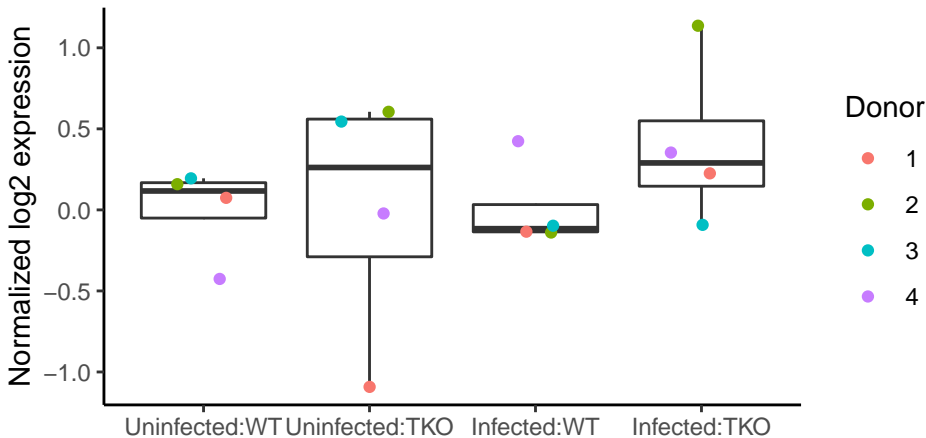 Normalized log2 expression
1.0
0.5
0.0
−0.5
−1.0
Uninfected:WT
Uninfected:TKO
Infected:WT
Infected:TKO
Donor
1
2
3
4